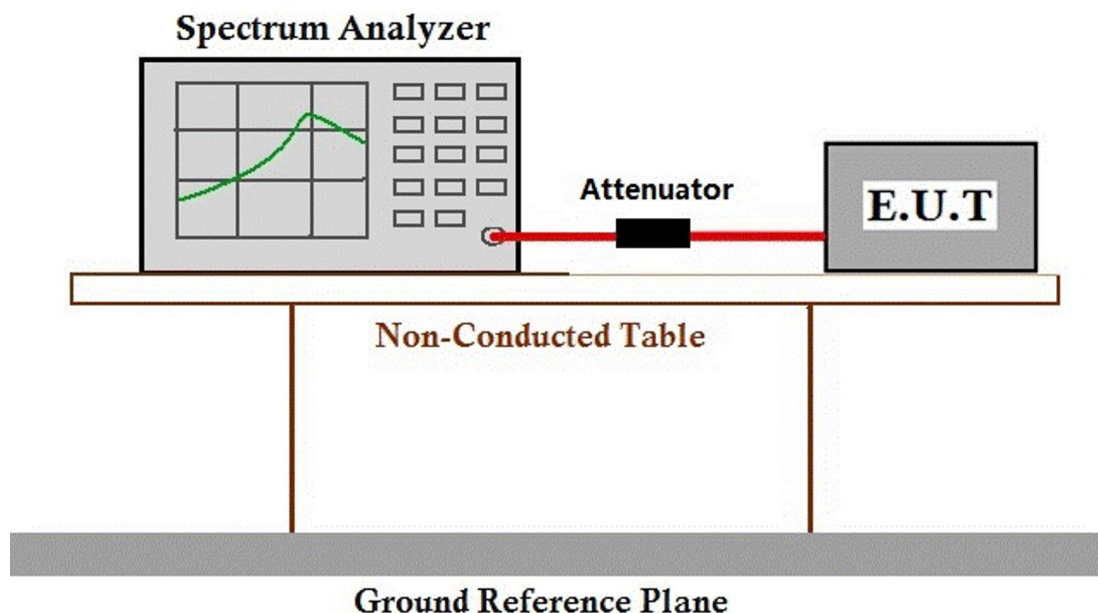 Spectrum Analyzer
Attenuator
E.U.T
Non-Conducted Table
Ground Reference Plane